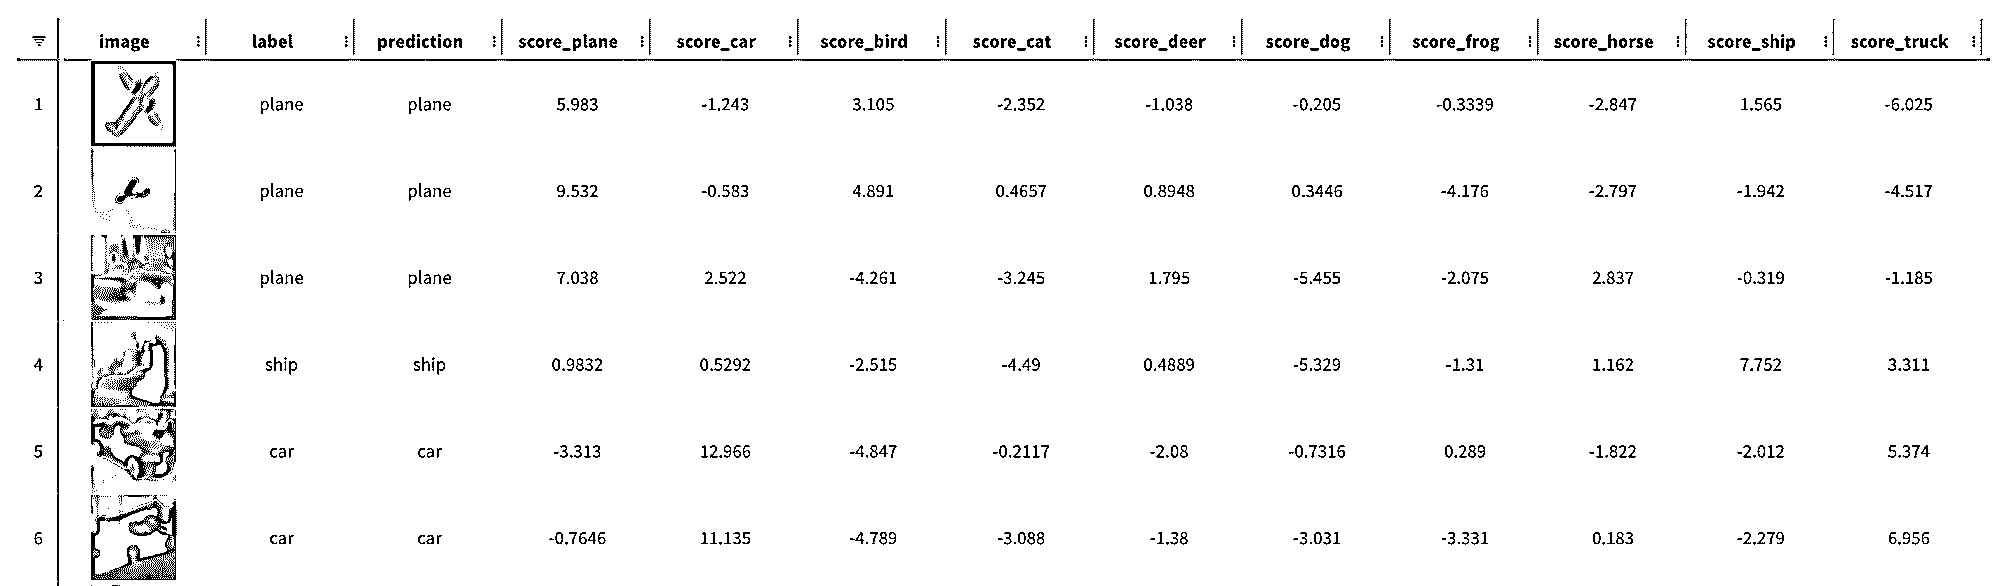 image label prediction score_plane score_car score_bird score_cat score_deer score_dog score_frog score_horse score_ship score_truck
1 plane plane 5.983 -1.243 3.105 -2.352 -1.038 -0.205 -0.3339 -2.847 1.565 -6.025
2 plane plane 9.532 -0.583 4.891 0.4657 0.8948 0.3446 -4.176 -2.797 -1.942 -4.517
3 plane plane 7.038 2.522 -4.261 -3.245 1.795 -5.455 -2.075 2.837 -0.319 -1.185
4 ship ship 0.9832 0.5292 -2.515 -4.49 0.4889 -5.329 -1.31 1.162 7.752 3.311
5 car car -3.313 12.966 -4.847 -0.2117 -2.08 -0.7316 0.289 -1.822 -2.012 5.374
6 car car -0.7646 11.135 -4.789 -3.088 -1.38 -3.031 -3.331 0.183 -2.279 6.956